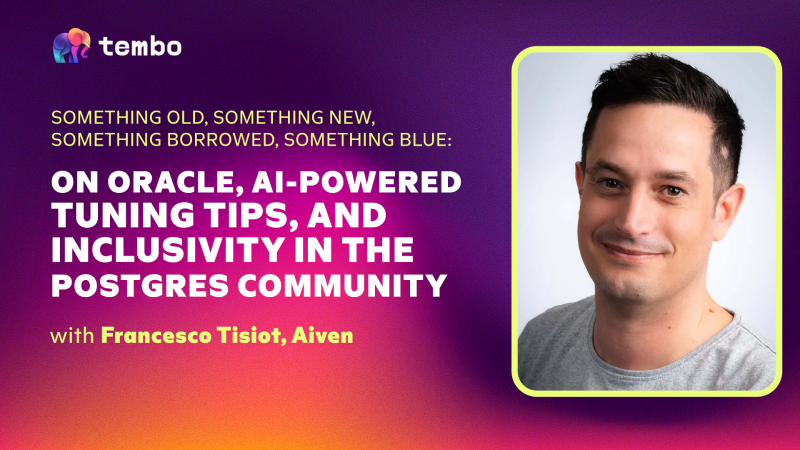 tembo
SOMETHING OLD, SOMETHING NEW,
SOMETHING BORROWED, SOMETHING BLUE:
ON ORACLE, AI-POWERED
TUNING TIPS, AND
INCLUSIVITY IN THE
POSTGRES COMMUNITY
with Francesco Tisiot, Aiven